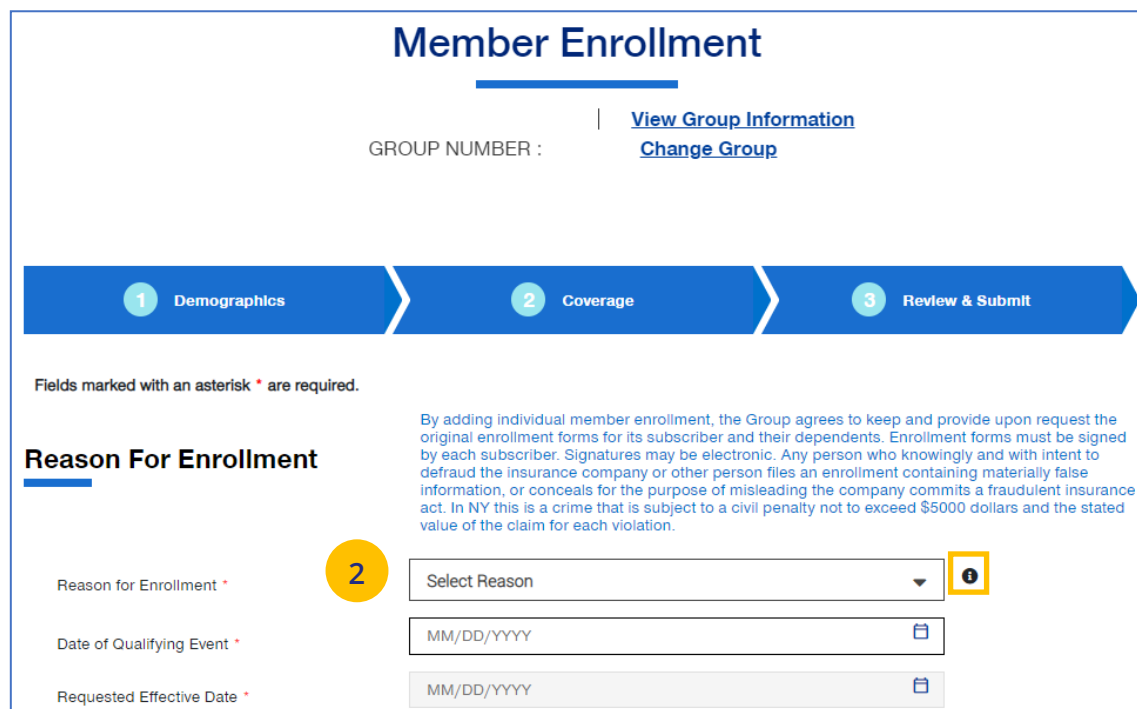 Member Enrollment
| View Group Information
GROUP NUMBER : Change Group
1 Demographics 2 Coverage 3 Review & Submit
Fields marked with an asterisk * are required.
By adding individual member enrollment, the Group agrees to keep and provide upon request the
original enrollment forms for its subscriber and their dependents. Enrollment forms must be signed
by each subscriber. Signatures may be electronic. Any person who knowingly and with intent to
defraud the insurance company or other person files an enrollment containing materially false
information, or conceals for the purpose of misleading the company commits a fraudulent insurance
act. In NY this is a crime that is subject to a civil penalty not to exceed $5000 dollars and the stated
value of the claim for each violation.
Reason For Enrollment
Reason for Enrollment * 2 Select Reason
Date of Qualifying Event * MM/DD/YYYY
Requested Effective Date * MM/DD/YYYY